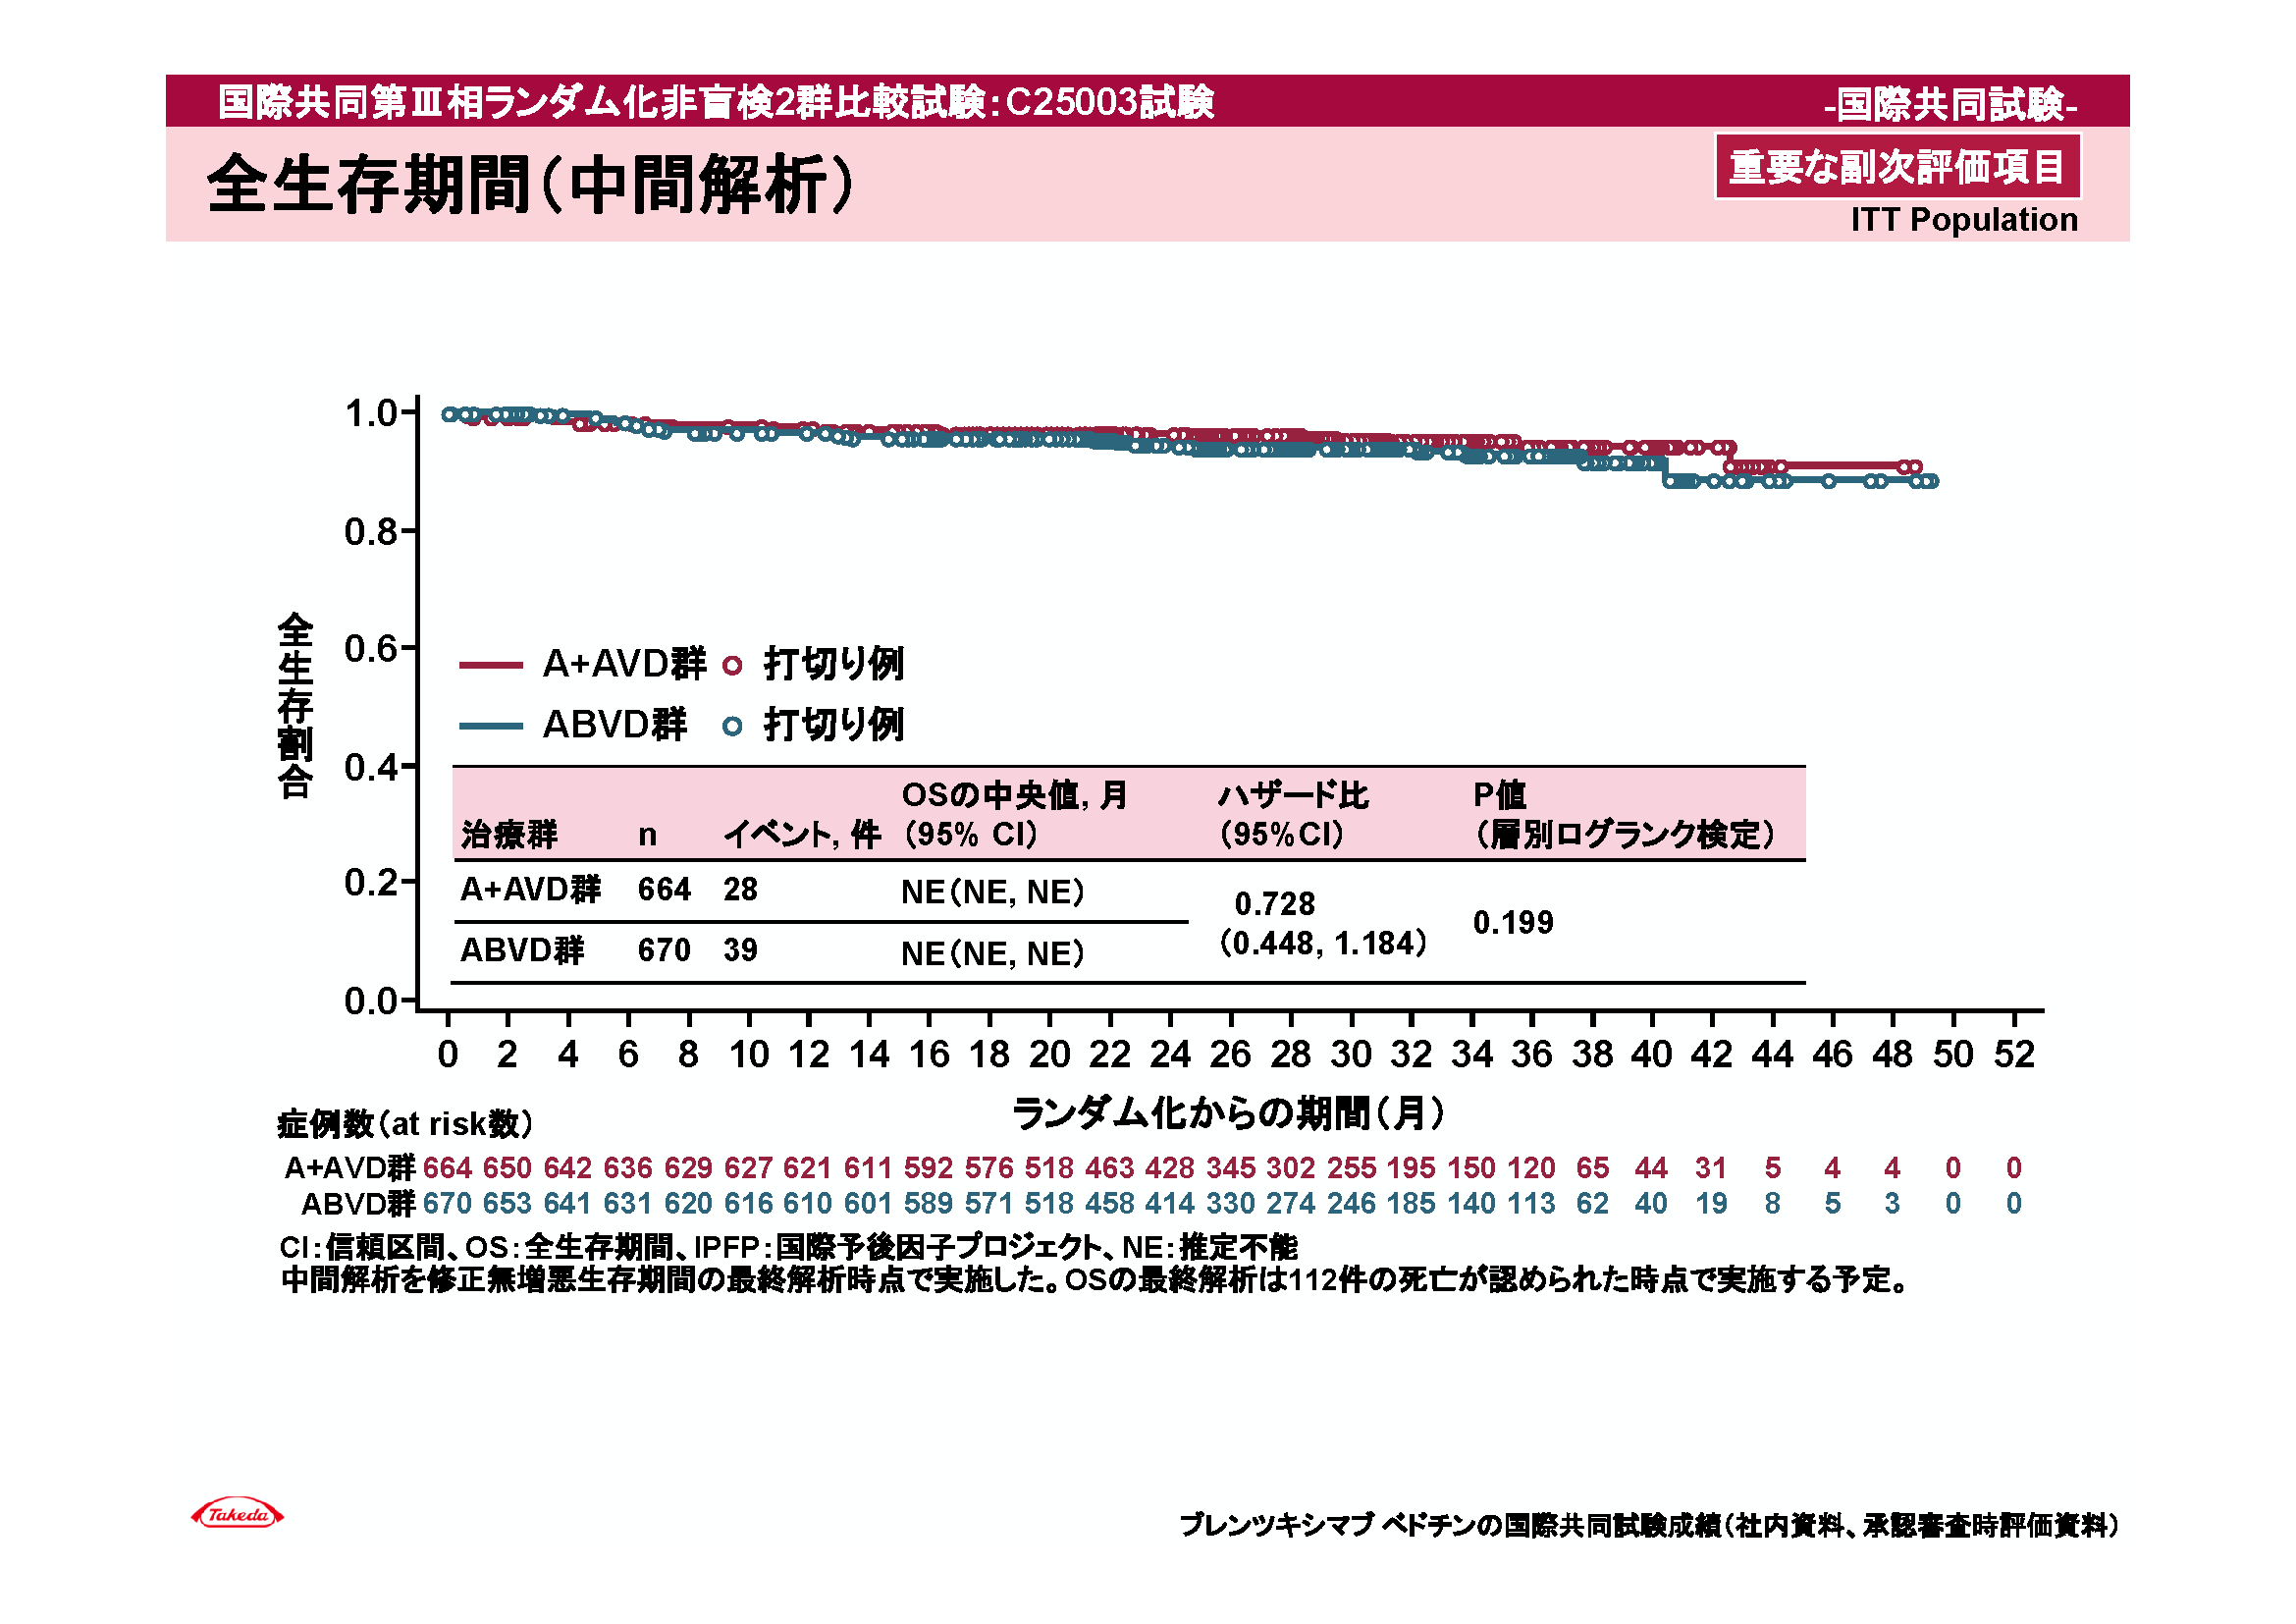 国際共同第Ⅲ相ランダム化非盲検2群比較試験：C25003試験
-国際共同試験-
全生存期間（中間解析）
重要な副次評価項目
ITT Population
全生存割合
1.0
0.8
0.6
0.4
0.2
0.0
A+AVD群 打切り例
ABVD群 打切り例
治療群 n イベント, 件 OSの中央値, 月（95% CI） ハザード比（95%CI） P値（層別ログランク検定）
A+AVD群 664 28 NE（NE, NE） 0.728（0.448, 1.184） 0.199
ABVD群 670 39 NE（NE, NE）
0 2 4 6 8 10 12 14 16 18 20 22 24 26 28 30 32 34 36 38 40 42 44 46 48 50 52
ランダム化からの期間（月）
症例数（at risk数）
A+AVD群 664 650 642 636 629 627 621 611 592 576 518 463 428 345 302 255 195 150 120 65 44 31 5 4 4 0 0
ABVD群 670 653 641 631 620 616 610 601 589 571 518 458 414 330 274 246 185 140 113 62 40 19 8 5 3 0 0
CI：信頼区間、OS：全生存期間、IPFP：国際予後因子プロジェクト、NE：推定不能
中間解析を修正無増悪生存期間の最終解析時点で実施した。OSの最終解析は112件の死亡が認められた時点で実施する予定。
Takeda
ブレンツキシマブ ベドチンの国際共同試験成績（社内資料、承認審査時評価資料）